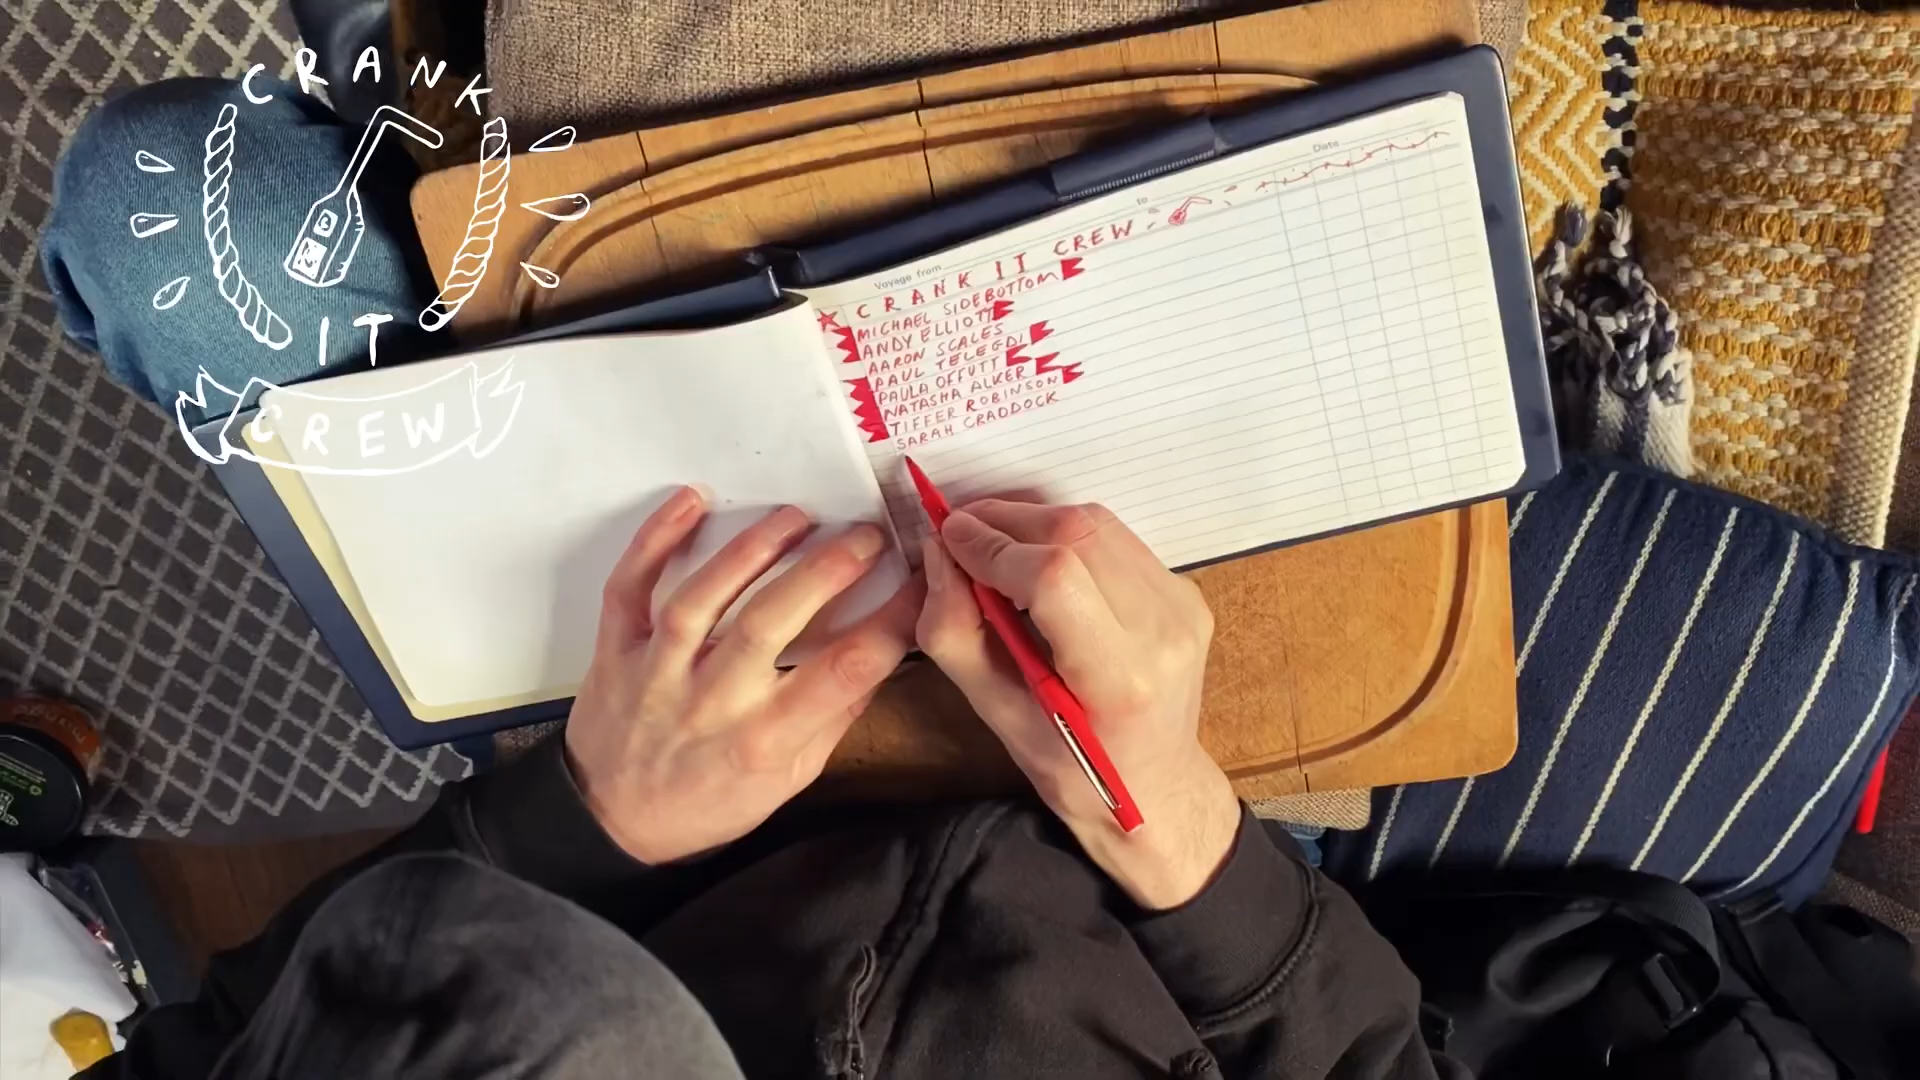 CRANK
IT
CREW
Voyage from
to
Date
CRANK IT CREW
MICHAEL SIDEBOTTOM
ANDY ELLIOTT
AARON SCALES
PAUL TELEGDI
PAULA OFFUTT
NATASHA ALKER
TIFFER ROBINSON
SARAH CRADDOCK